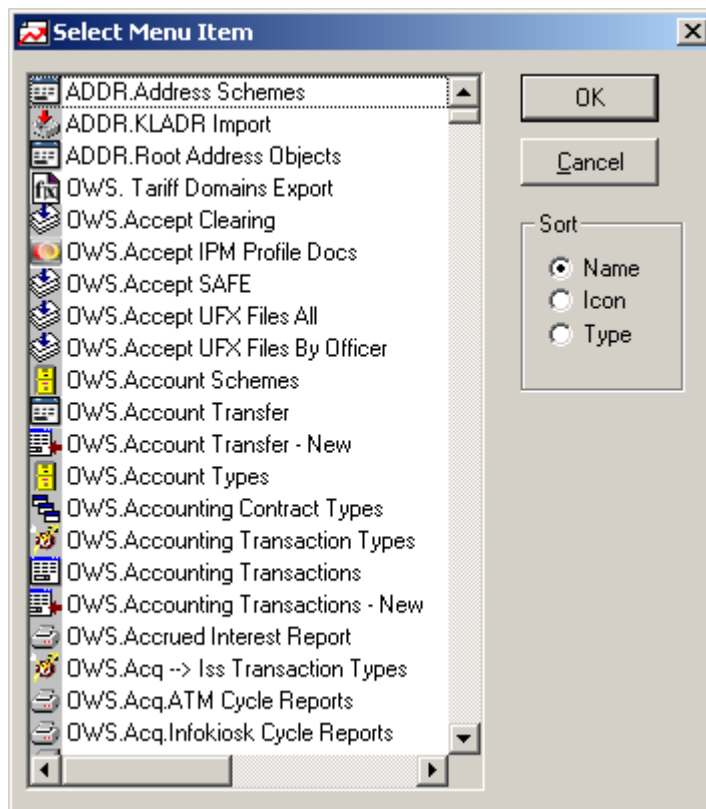 Select Menu Item
ADDR.Address Schemes
ADDR.KLADR Import
ADDR.Root Address Objects
OWS. Tariff Domains Export
OWS.Accept Clearing
OWS.Accept IPM Profile Docs
OWS.Accept SAFE
OWS.Accept UFX Files All
OWS.Accept UFX Files By Officer
OWS.Account Schemes
OWS.Account Transfer
OWS.Account Transfer - New
OWS.Account Types
OWS.Accounting Contract Types
OWS.Accounting Transaction Types
OWS.Accounting Transactions
OWS.Accounting Transactions - New
OWS.Accrued Interest Report
OWS.Acq --> Iss Transaction Types
OWS.Acq.ATM Cycle Reports
OWS.Acq.Infokiosk Cycle Reports
OK
Cancel
Sort
Name
Icon
Type